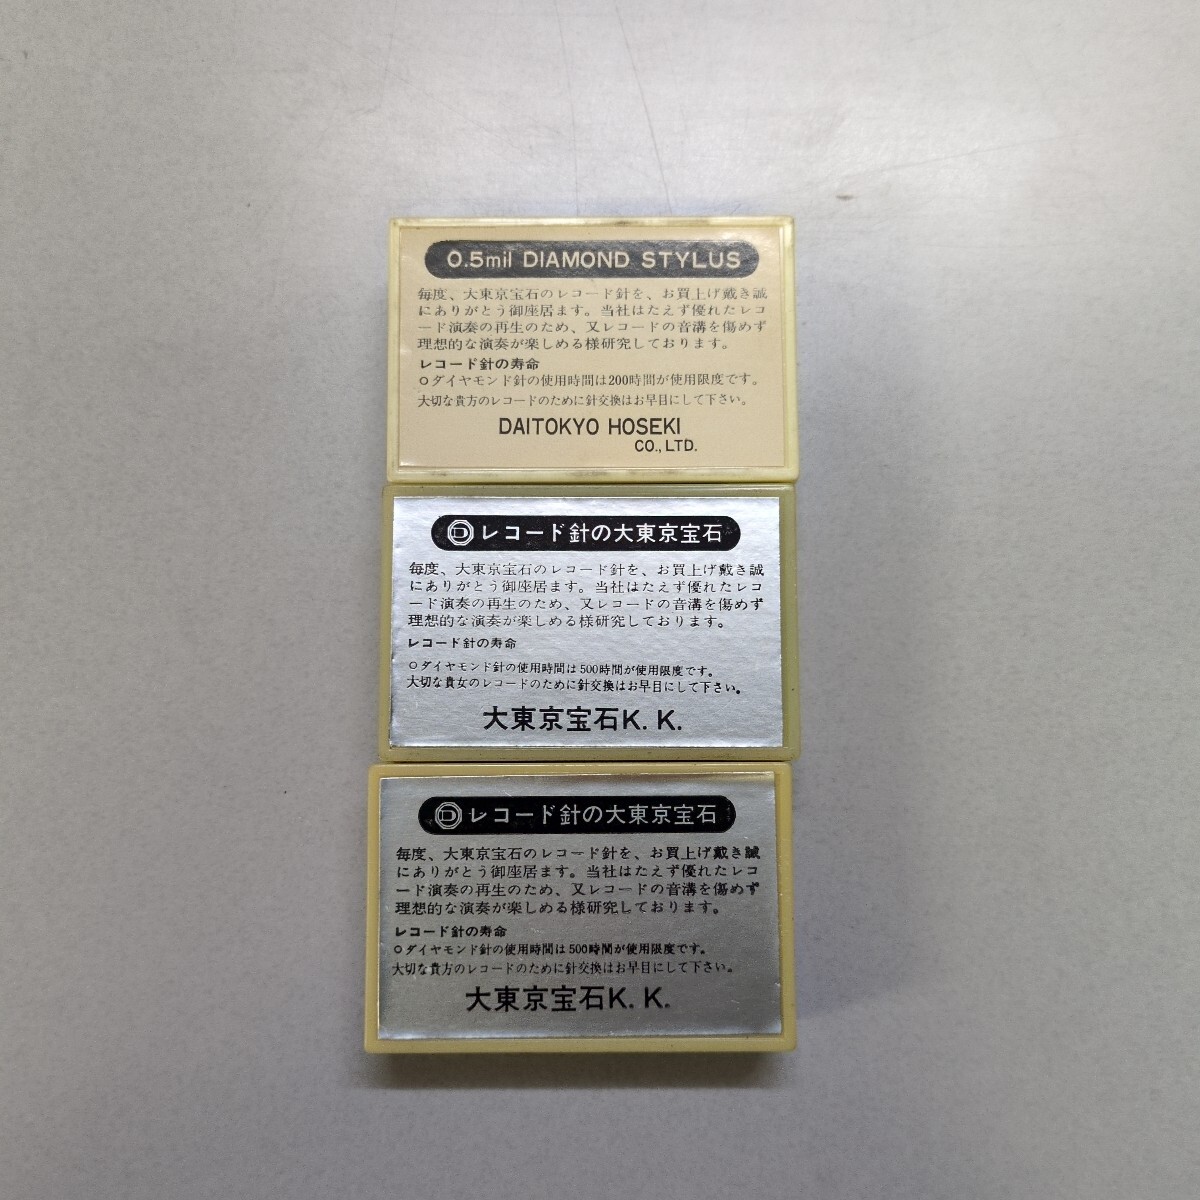 0.5mil DIAMOND STYLUS
毎度、大東京宝石のレコード針を、お買上げ戴き誠
にありがとう御座居ます。当社はたえず優れたレコ
ード演奏の再生のため、又レコードの音溝を傷めず
理想的な演奏が楽しめる様研究しております。
レコード針の寿命
○ダイヤモンド針の使用時間は200時間が使用限度です。
大切な貴方のレコードのために針交換はお早目にして下さい。
DAITOKYO HOSEKI
CO., LTD.
D レコード針の大東京宝石
毎度、大東京宝石のレコード針を、お買上げ戴き誠
にありがとう御座居ます。当社はたえず優れたレコ
ード演奏の再生のため、又レコードの音溝を傷めず
理想的な演奏が楽しめる様研究しております。
レコード針の寿命
○ダイヤモンド針の使用時間は500時間が使用限度です。
大切な貴女のレコードのために針交換はお早目にして下さい。
大東京宝石K. K.
D レコード針の大東京宝石
毎度、大東京宝石のレコード針を、お買上げ戴き誠
にありがとう御座居ます。当社はたえず優れたレコ
ード演奏の再生のため、又レコードの音溝を傷めず
理想的な演奏が楽しめる様研究しております。
レコード針の寿命
○ダイヤモンド針の使用時間は500時間が使用限度です。
大切な貴方のレコードのために針交換はお早目にして下さい。
大東京宝石K. K.